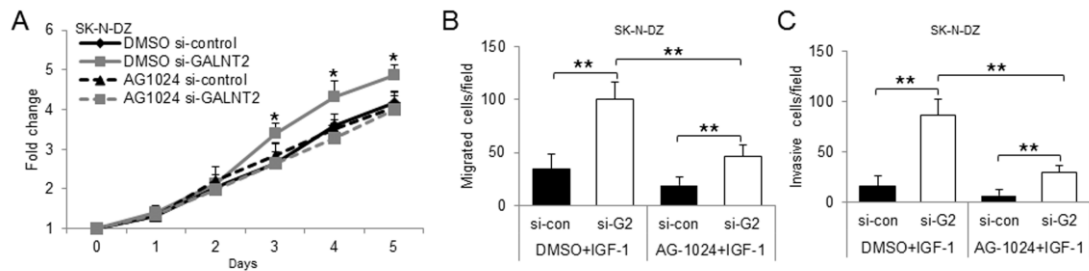 A
SK-N-DZ
DMSO si-control
DMSO si-GALNT2
AG1024 si-control
AG1024 si-GALNT2
Fold change
6
5
4
3
2
1
* * *
0 1 2 3 4 5
Days
B
SK-N-DZ
Migrated cells/field
150
100
50
0
**
**
**
si-con si-G2 si-con si-G2
DMSO+IGF-1 AG-1024+IGF-1
C
SK-N-DZ
Invasive cells/field
150
100
50
0
**
**
**
si-con si-G2 si-con si-G2
DMSO+IGF-1 AG-1024+IGF-1